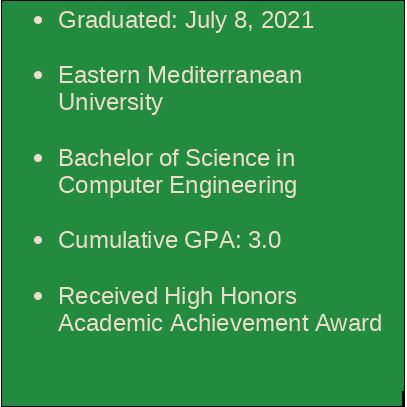 • Graduated: July 8, 2021
• Eastern Mediterranean
University
• Bachelor of Science in
Computer Engineering
• Cumulative GPA: 3.0
• Received High Honors
Academic Achievement Award